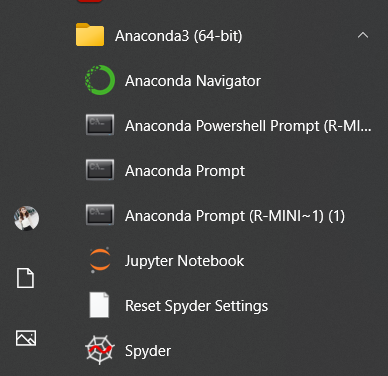 Anaconda3 (64-bit)
Anaconda Navigator
Anaconda Powershell Prompt (R-MI...
Anaconda Prompt
Anaconda Prompt (R-MINI~1) (1)
Jupyter Notebook
Reset Spyder Settings
Spyder